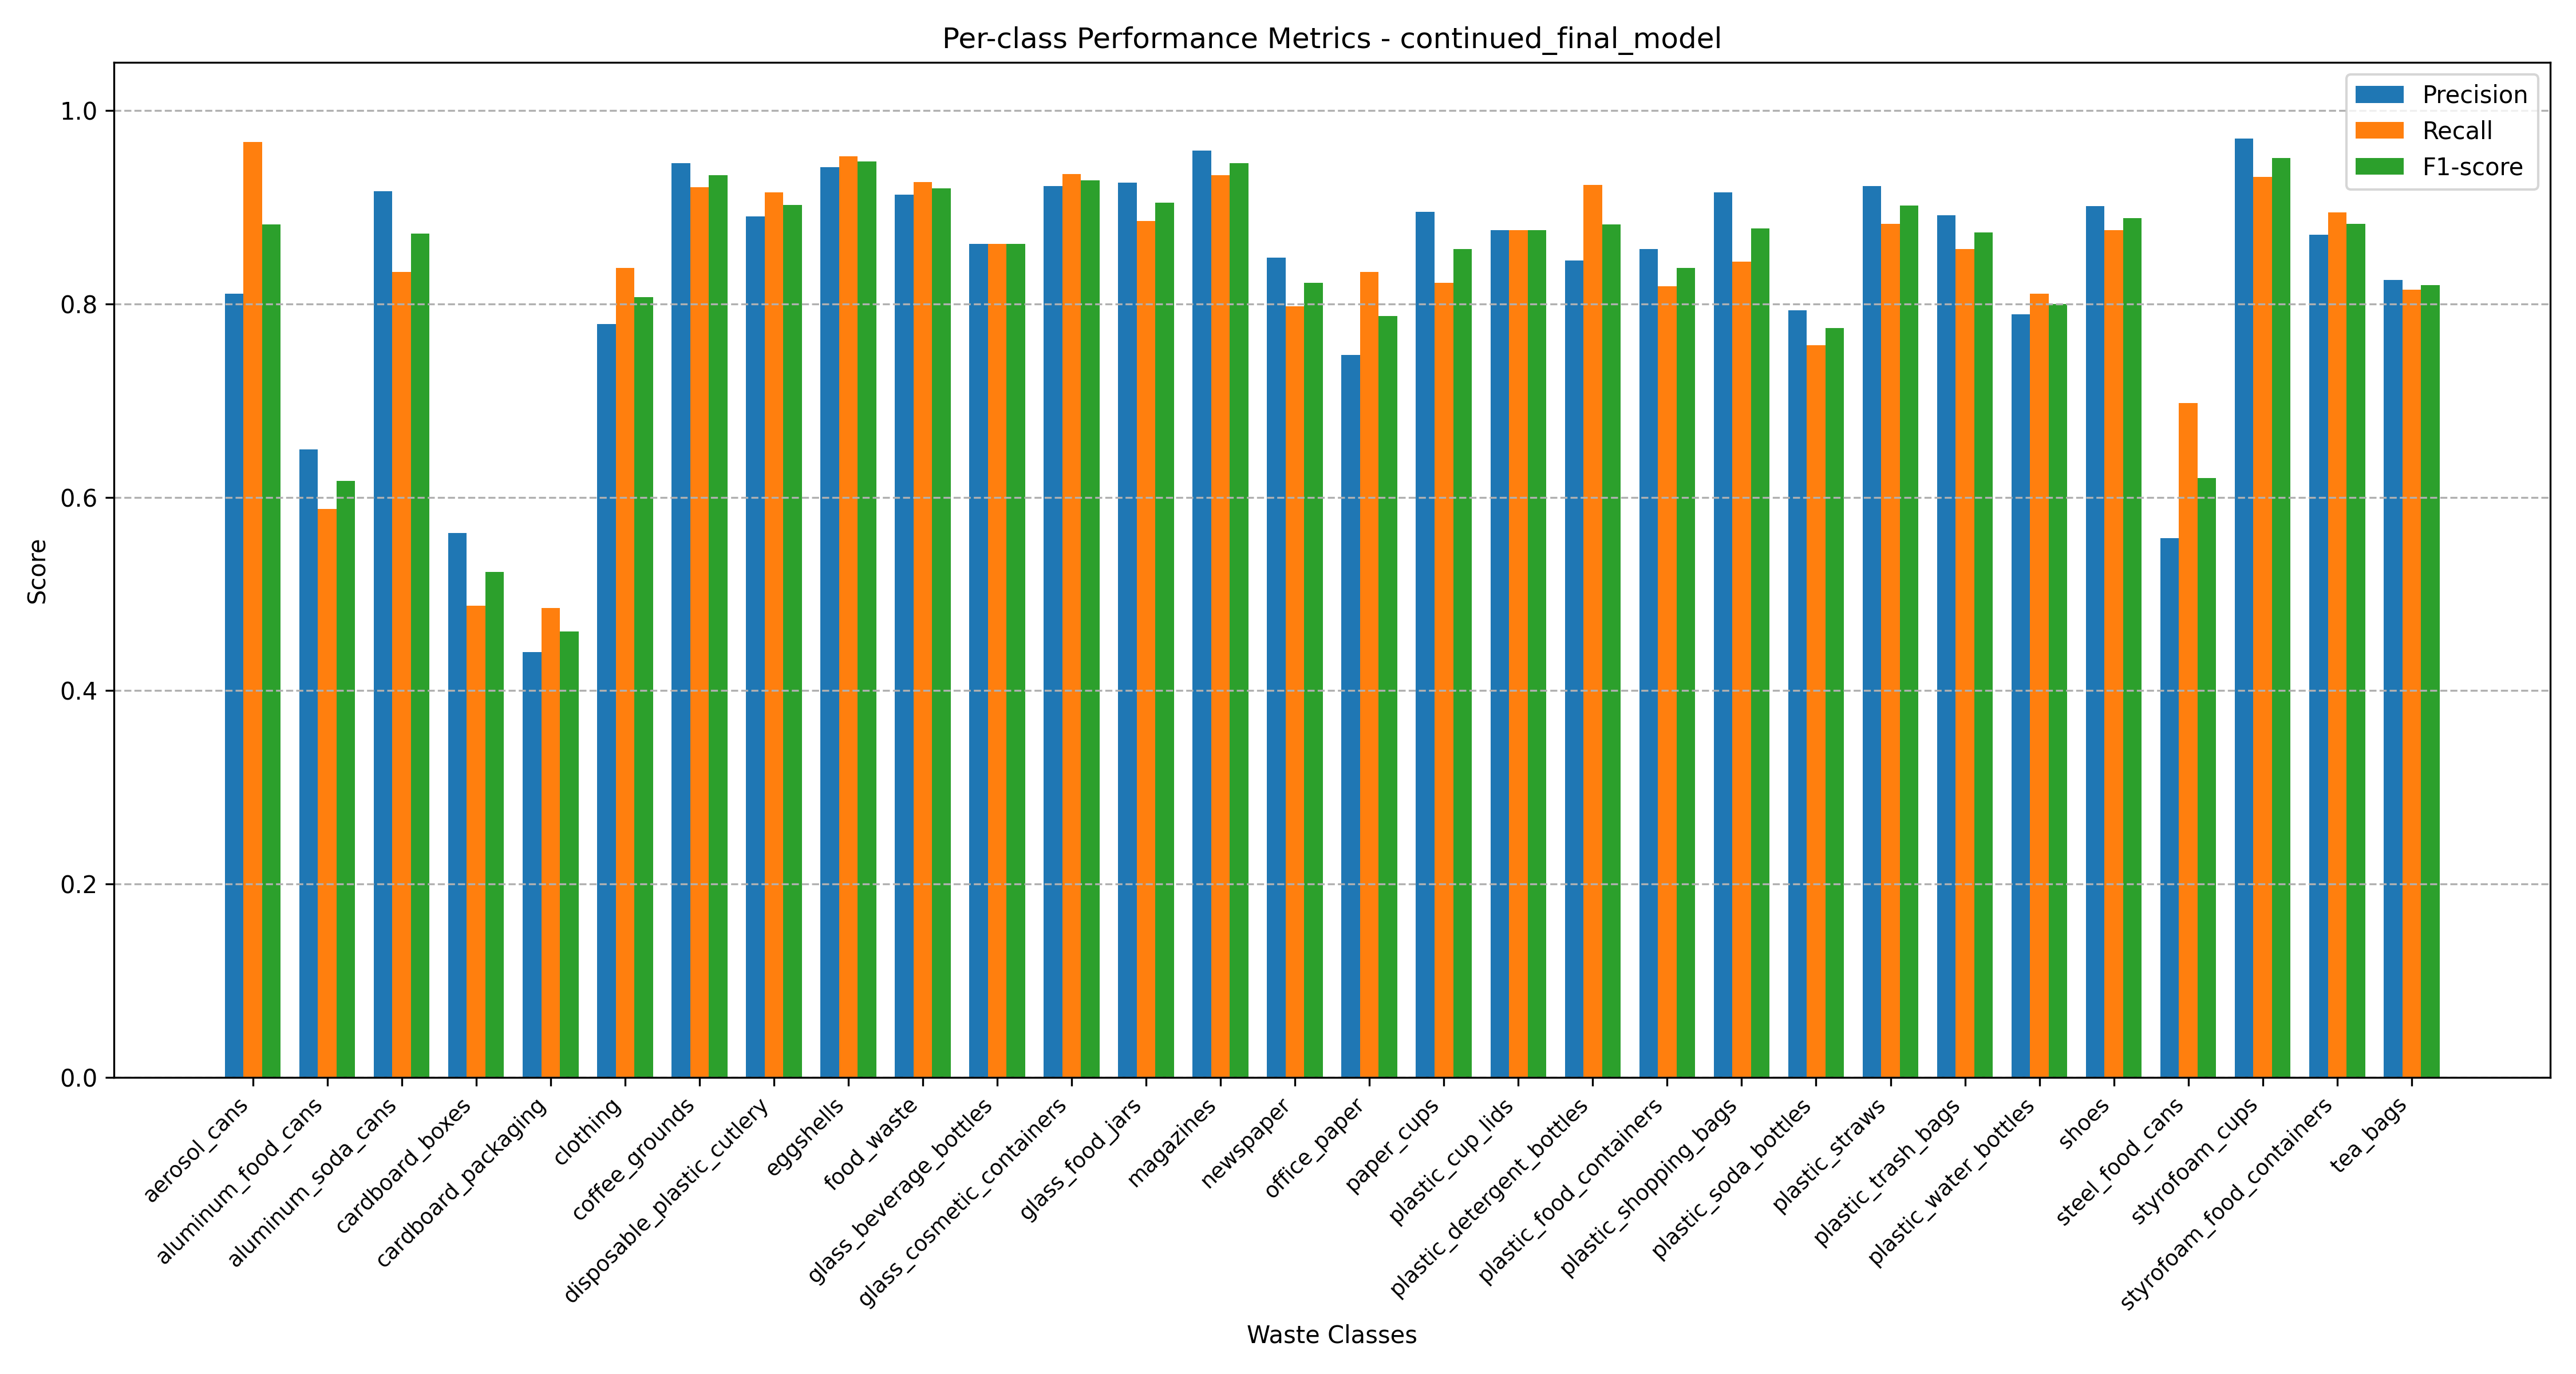 Per-class Performance Metrics - continued_final_model
Precision
Recall
F1-score
Score
1.0
0.8
0.6
0.4
0.2
0.0
aerosol_cans
aluminum_food_cans
aluminum_soda_cans
cardboard_boxes
cardboard_packaging
clothing
coffee_grounds
disposable_plastic_cutlery
eggshells
food_waste
glass_beverage_bottles
glass_cosmetic_containers
glass_food_jars
magazines
newspaper
office_paper
paper_cups
plastic_cup_lids
plastic_detergent_bottles
plastic_food_containers
plastic_shopping_bags
plastic_soda_bottles
plastic_straws
plastic_trash_bags
plastic_water_bottles
shoes
steel_food_cans
styrofoam_cups
styrofoam_food_containers
tea_bags
Waste Classes